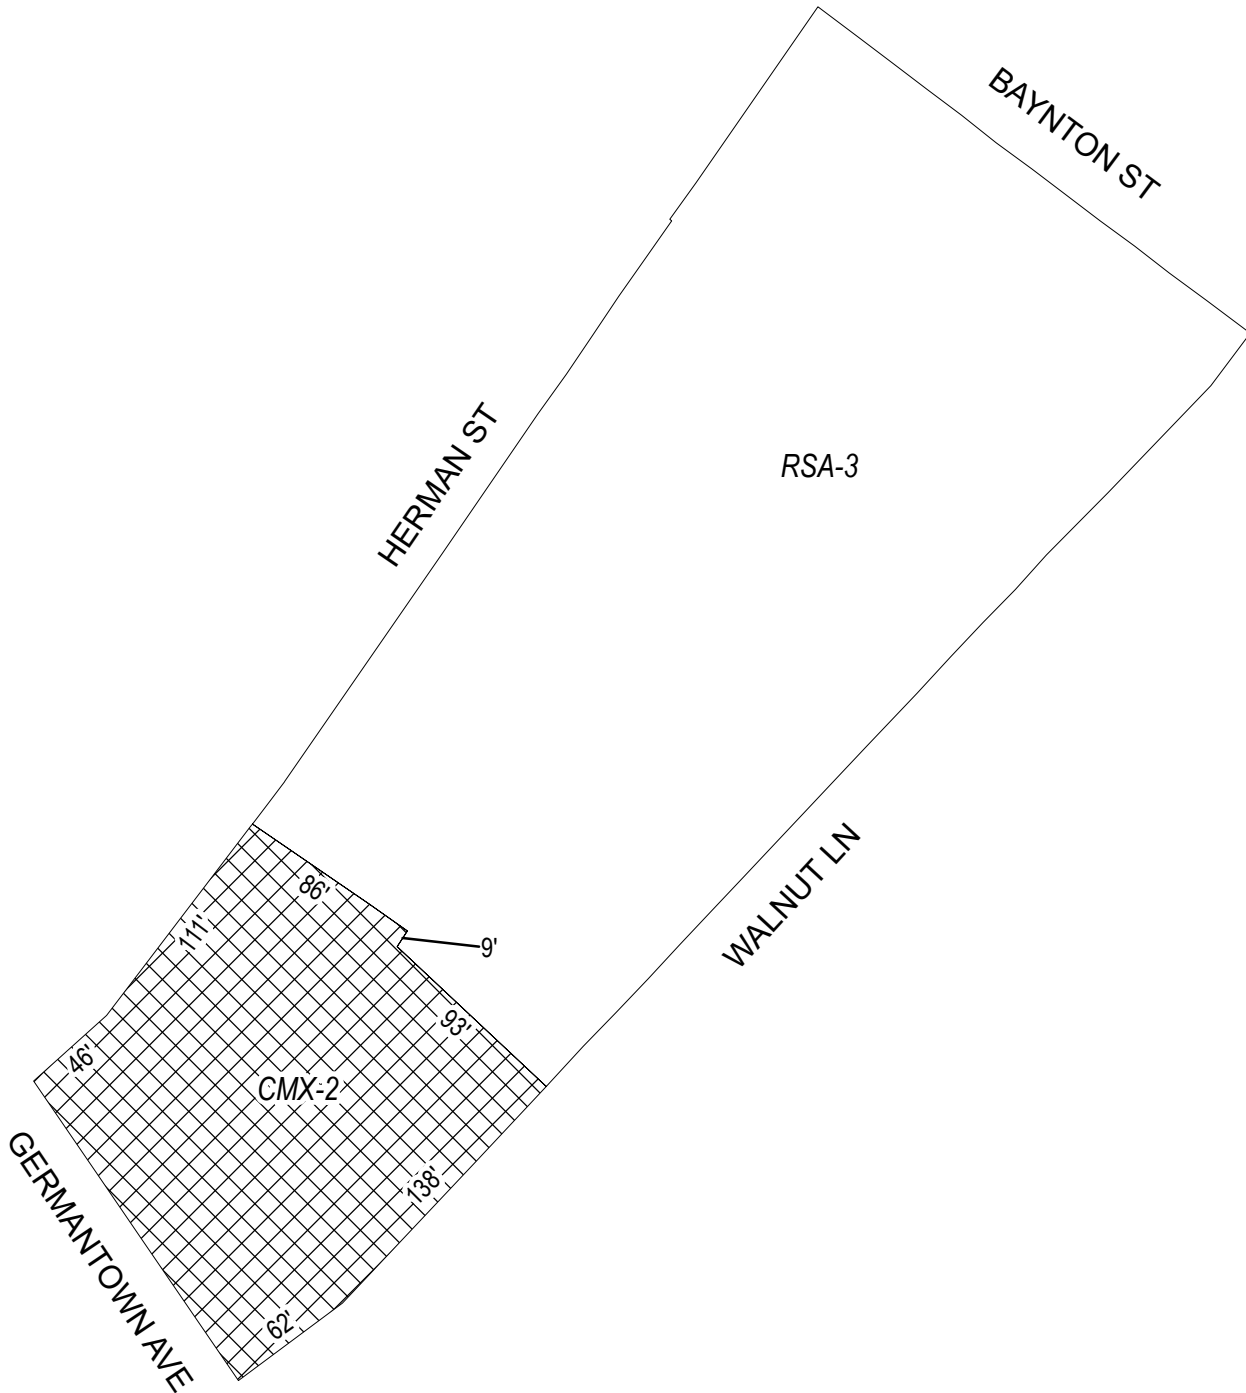 BAYNTON ST
HERMAN ST
RSA-3
WALNUT LN
86'
111'
9'
93'
46'
CMX-2
138'
GERMANTOWN AVE
62'